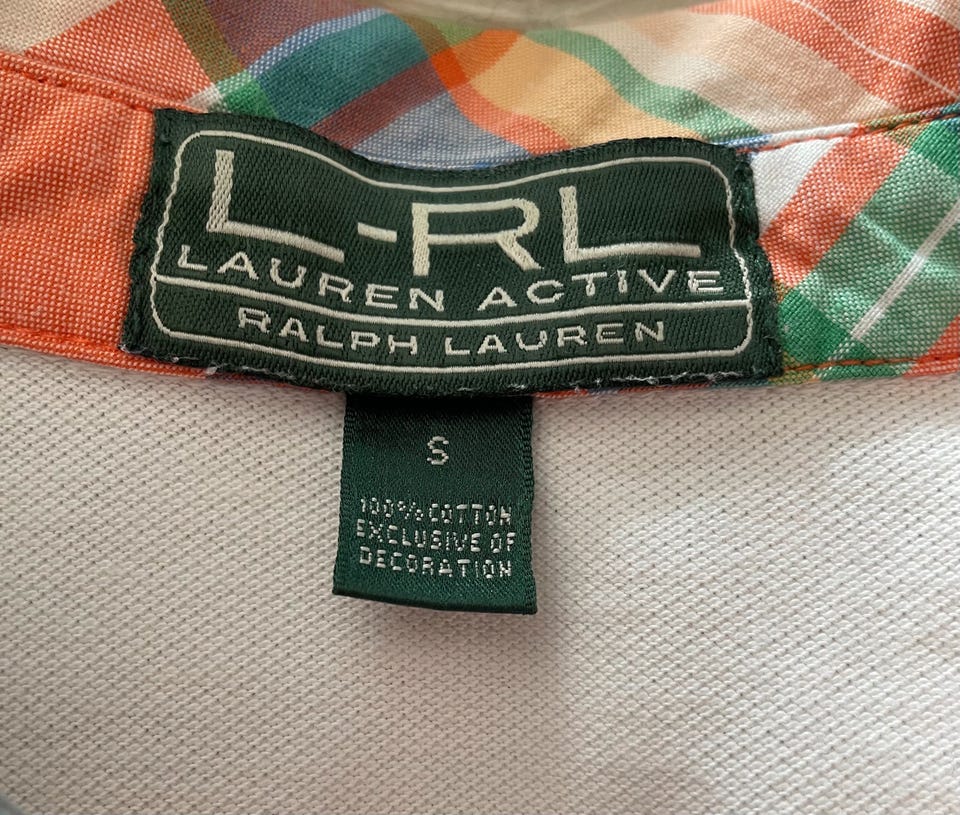 L-RL
LAUREN ACTIVE
RALPH LAUREN
S
100% COTTON
EXCLUSIVE OF
DECORATION